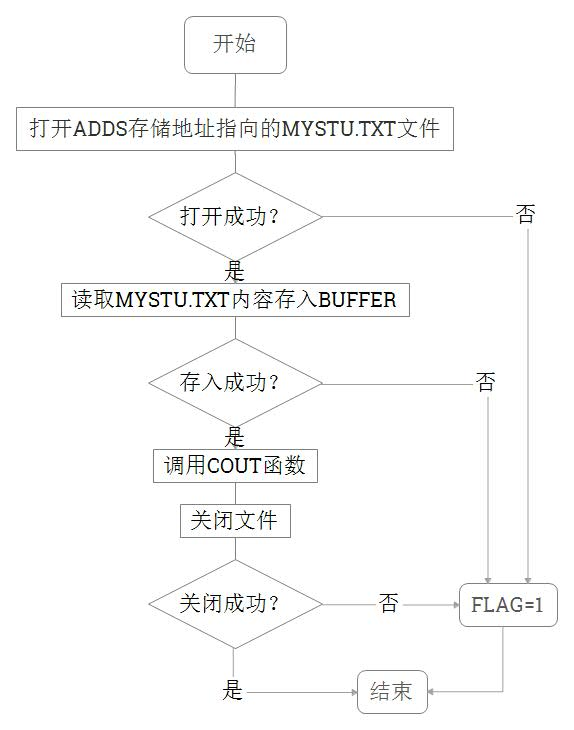 开始
打开ADDS存储地址指向的MYSTU.TXT文件
打开成功？
否
是
读取MYSTU.TXT内容存入BUFFER
存入成功？
否
是
调用COUT函数
关闭文件
关闭成功？
否
FLAG=1
是
结束